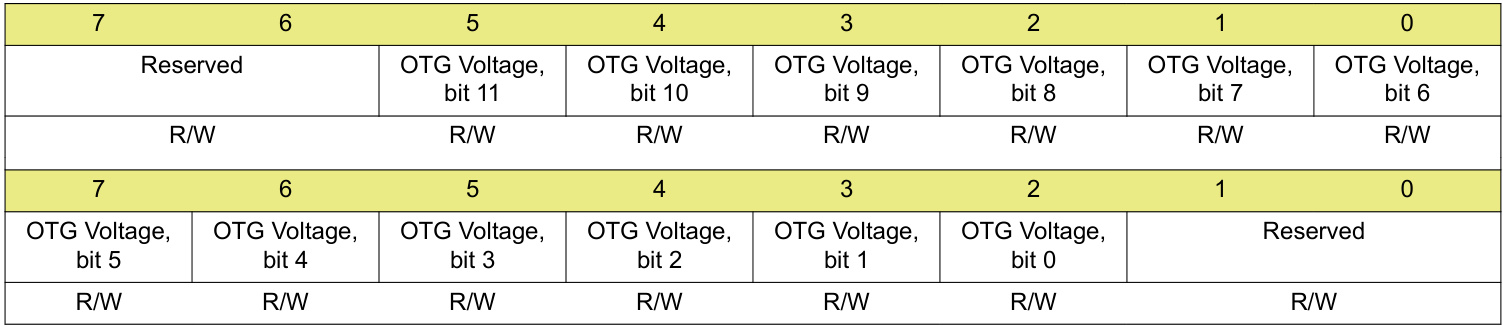 7 6 5 4 3 2 1 0
Reserved OTG Voltage, OTG Voltage, OTG Voltage, OTG Voltage, OTG Voltage, OTG Voltage,
bit 11 bit 10 bit 9 bit 8 bit 7 bit 6
R/W R/W R/W R/W R/W R/W R/W
7 6 5 4 3 2 1 0
OTG Voltage, OTG Voltage, OTG Voltage, OTG Voltage, OTG Voltage, OTG Voltage, Reserved
bit 5 bit 4 bit 3 bit 2 bit 1 bit 0
R/W R/W R/W R/W R/W R/W R/W